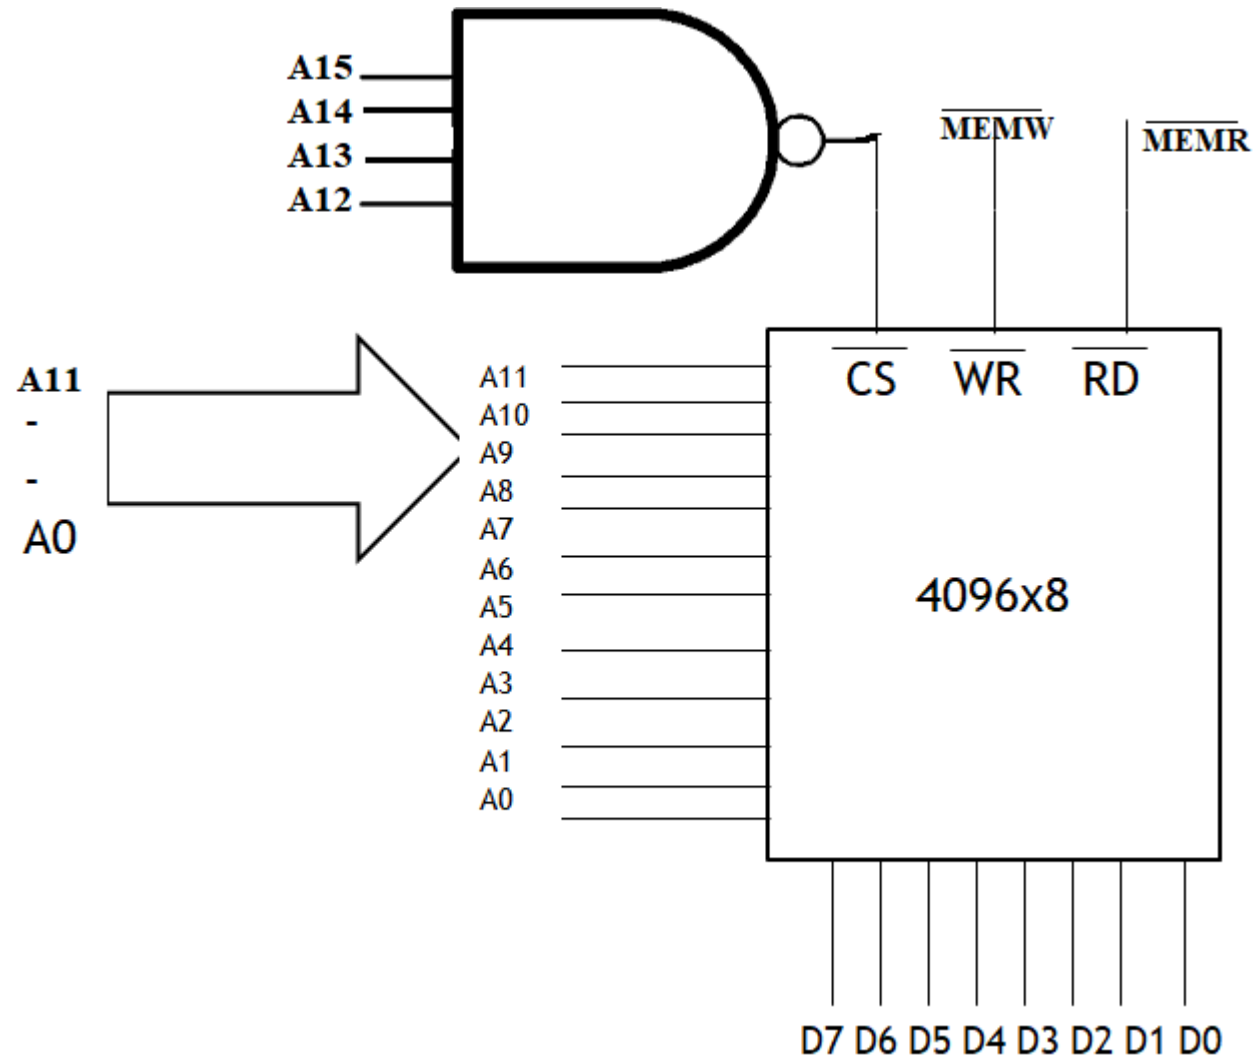 A15
A14
A13
A12
MEMW
MEMR
A11
-
-
A0
A11
A10
A9
A8
A7
A6
A5
A4
A3
A2
A1
A0
CS WR RD
4096x8
D7 D6 D5 D4 D3 D2 D1 D0